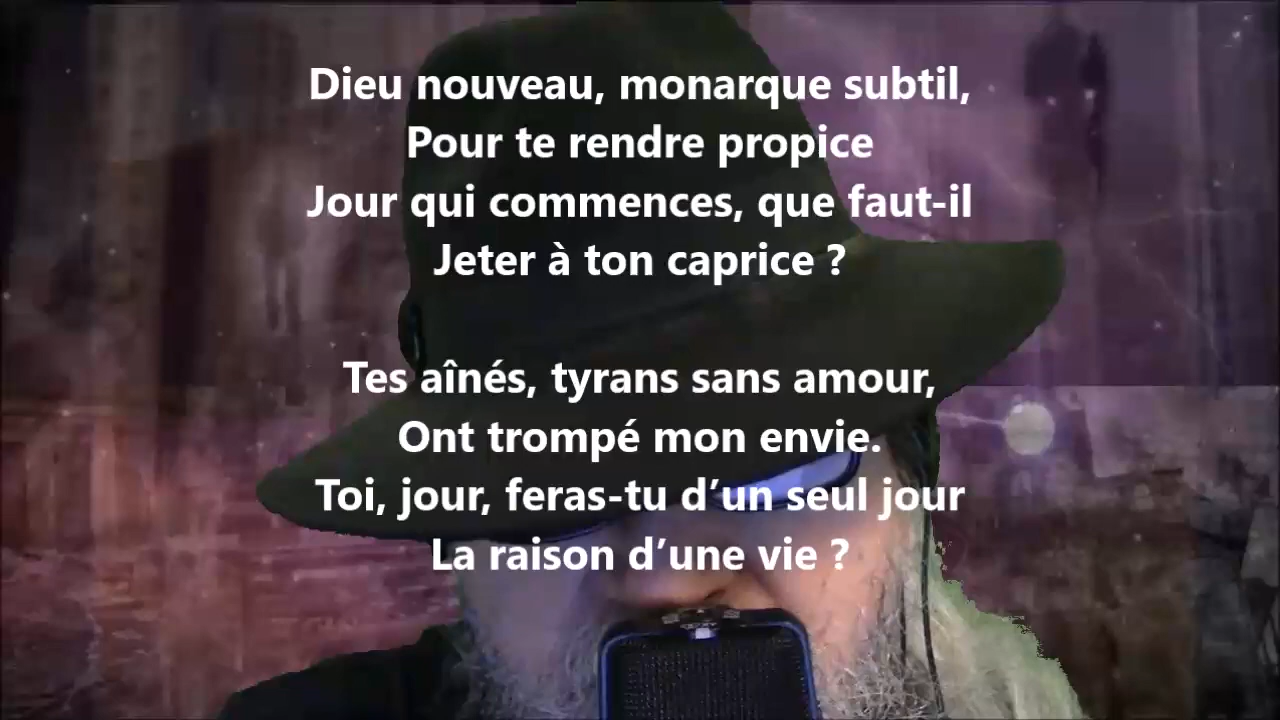 Dieu nouveau, monarque subtil,
Pour te rendre propice
Jour qui commences, que faut-il
Jeter à ton caprice ?
Tes aînés, tyrans sans amour,
Ont trompé mon envie.
Toi, jour, feras-tu d’un seul jour
La raison d’une vie ?